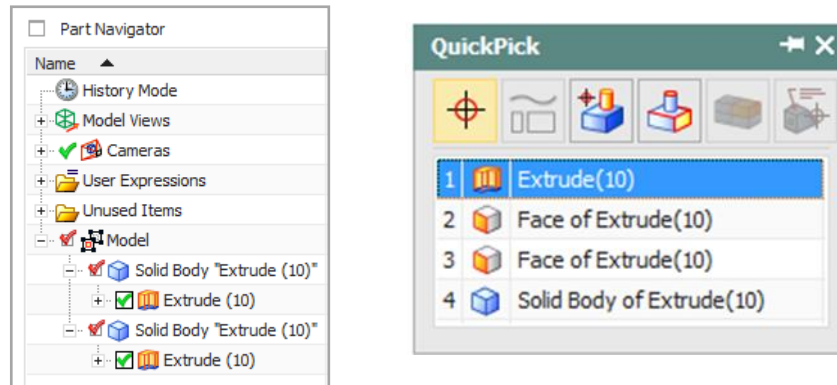 Part Navigator
Name
History Mode
Model Views
Cameras
User Expressions
Unused Items
Model
Solid Body "Extrude (10)"
Extrude (10)
Solid Body "Extrude (10)"
Extrude (10)
QuickPick
1 Extrude(10)
2 Face of Extrude(10)
3 Face of Extrude(10)
4 Solid Body of Extrude(10)